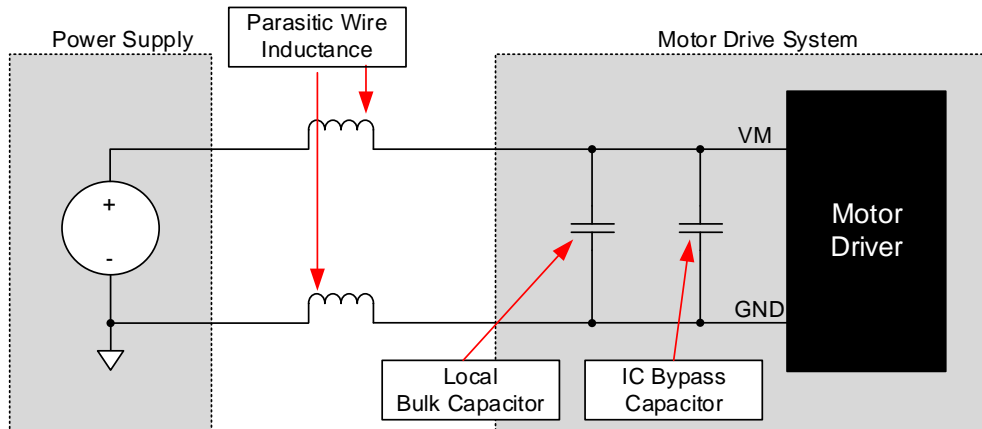 Power Supply
Parasitic Wire
Inductance
Motor Drive System
VM
+
-
Motor
Driver
GND
Local
Bulk Capacitor
IC Bypass
Capacitor